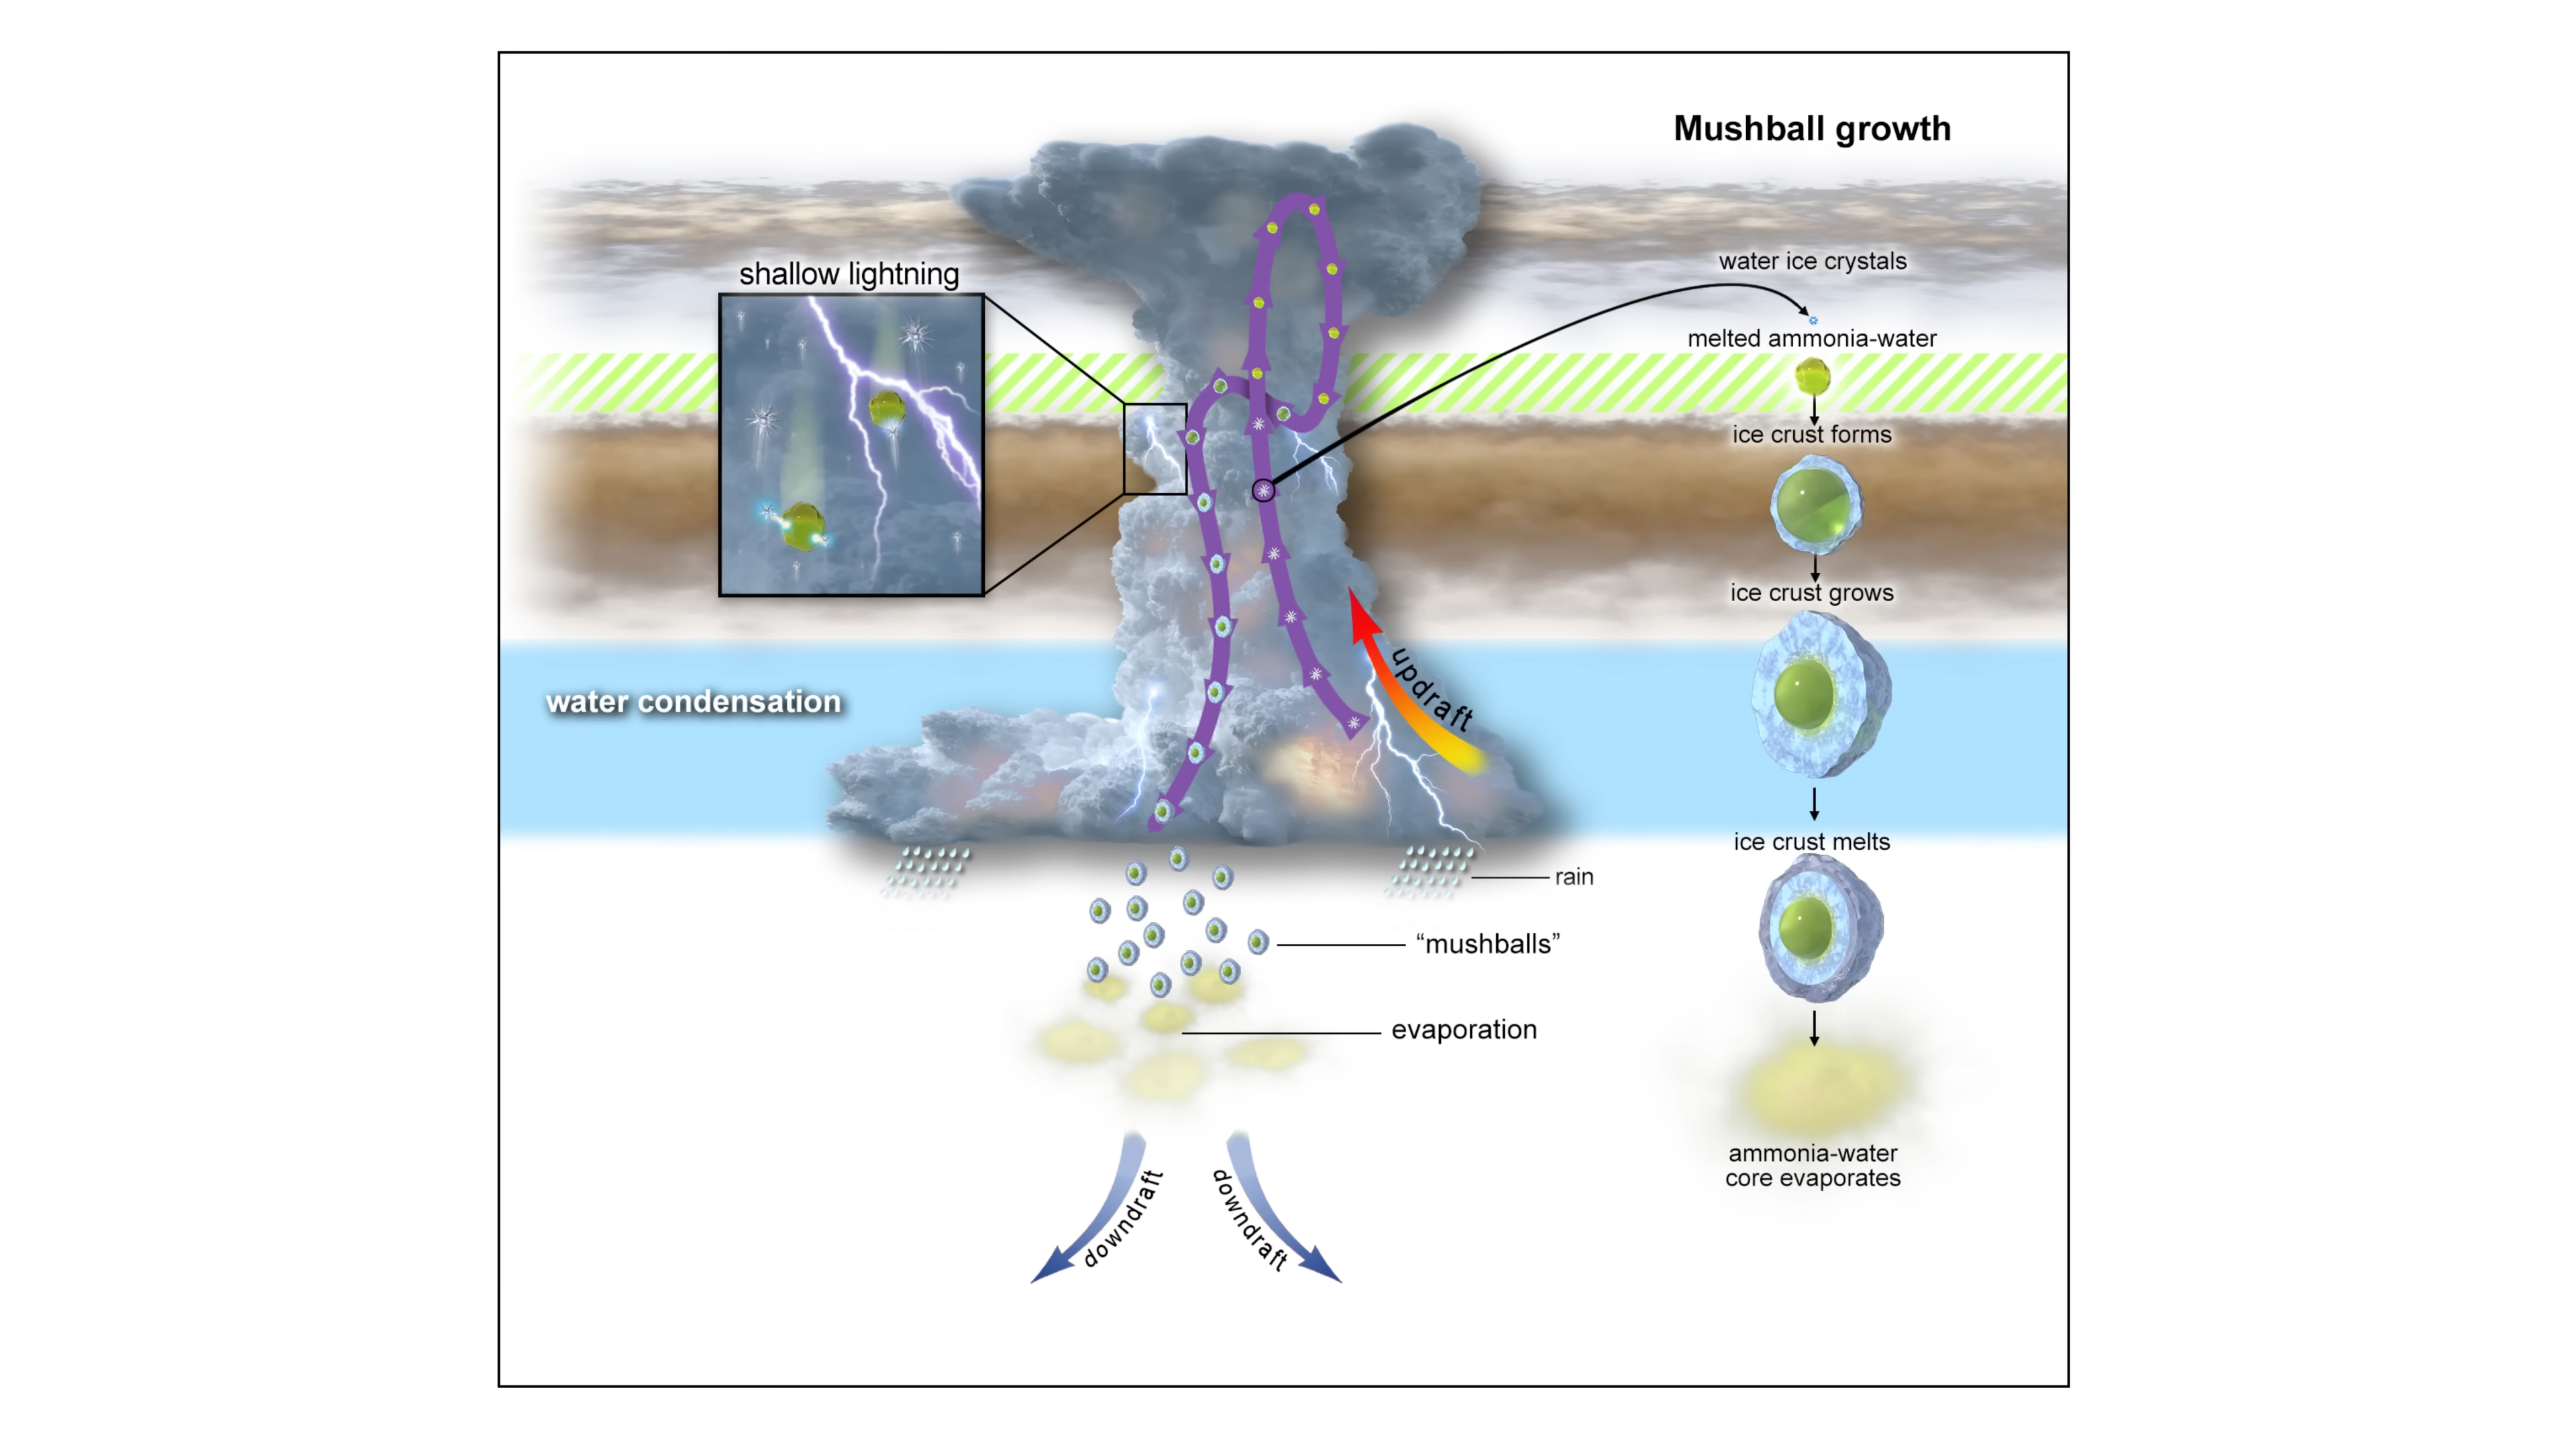 Mushball growth
shallow lightning
water ice crystals
melted ammonia-water
ice crust forms
ice crust grows
updraft
water condensation
ice crust melts
rain
“mushballs”
evaporation
ammonia-water
core evaporates
downdraft
downdraft